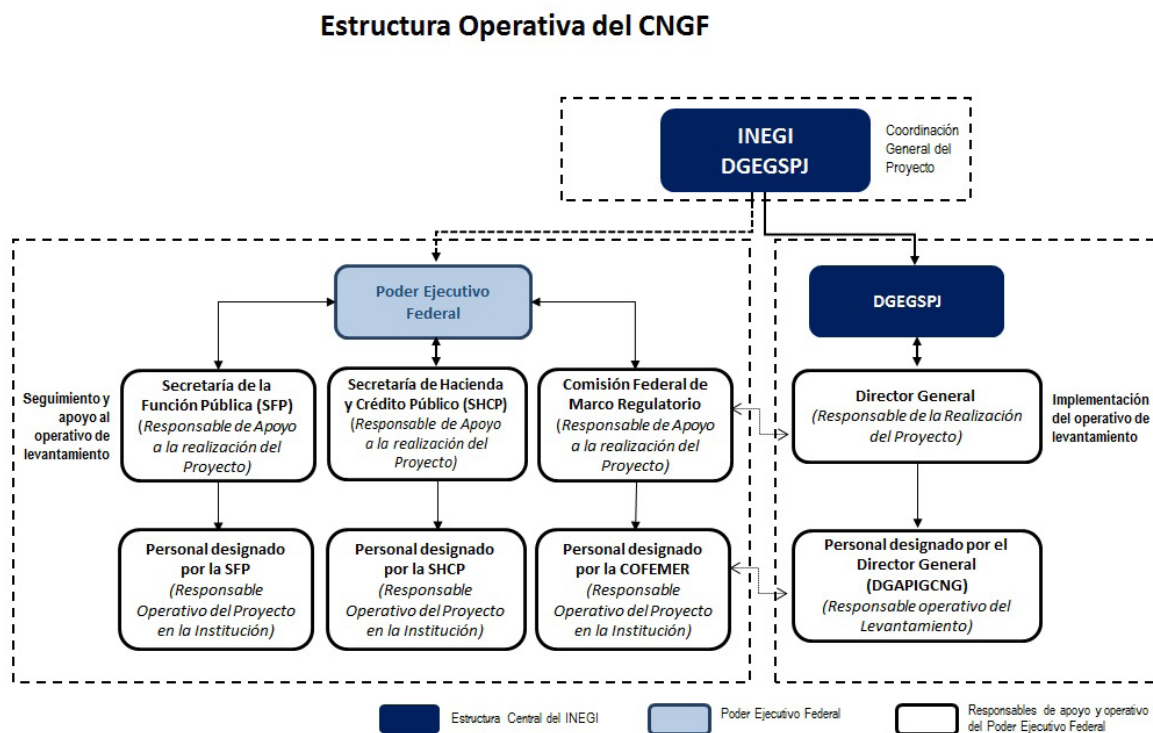 Estructura Operativa del CNGF
INEGI
DGEGSPJ
Coordinación
General del
Proyecto
Poder Ejecutivo
Federal
DGEGSPJ
Seguimiento y
apoyo al
operativo de
levantamiento
Secretaría de la
Función Pública (SFP)
(Responsable de Apoyo
a la realización del
Proyecto)
Secretaría de Hacienda
y Crédito Público (SHCP)
(Responsable de Apoyo
a la realización del
Proyecto)
Comisión Federal de
Marco Regulatorio
(Responsable de Apoyo
a la realización del
Proyecto)
Director General
(Responsable de la Realización
del Proyecto)
Implementación
del operativo de
levantamiento
Personal designado
por la SFP
(Responsable
Operativo del Proyecto
en la Institución)
Personal designado
por la SHCP
(Responsable
Operativo del Proyecto
en la Institución)
Personal designado
por la COFEMER
(Responsable
Operativo del Proyecto
en la Institución)
Personal designado por el
Director General
(DGAPIGCNG)
(Responsable operativo del
Levantamiento)
Estructura Central del INEGI
Poder Ejecutivo Federal
Responsables de apoyo y operativo
del Poder Ejecutivo Federal